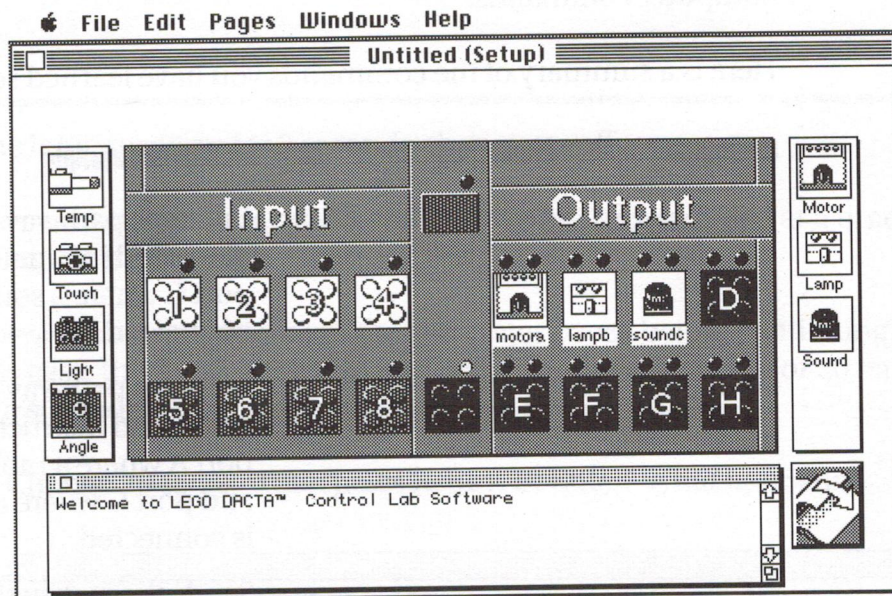 File Edit Pages Windows Help
Untitled (Setup)
Temp
Touch
Light
Angle
Input
1 2 3 4
5 6 7 8
Output
motora lampb soundc D
E F G H
Motor
Lamp
Sound
Welcome to LEGO DACTA™ Control Lab Software